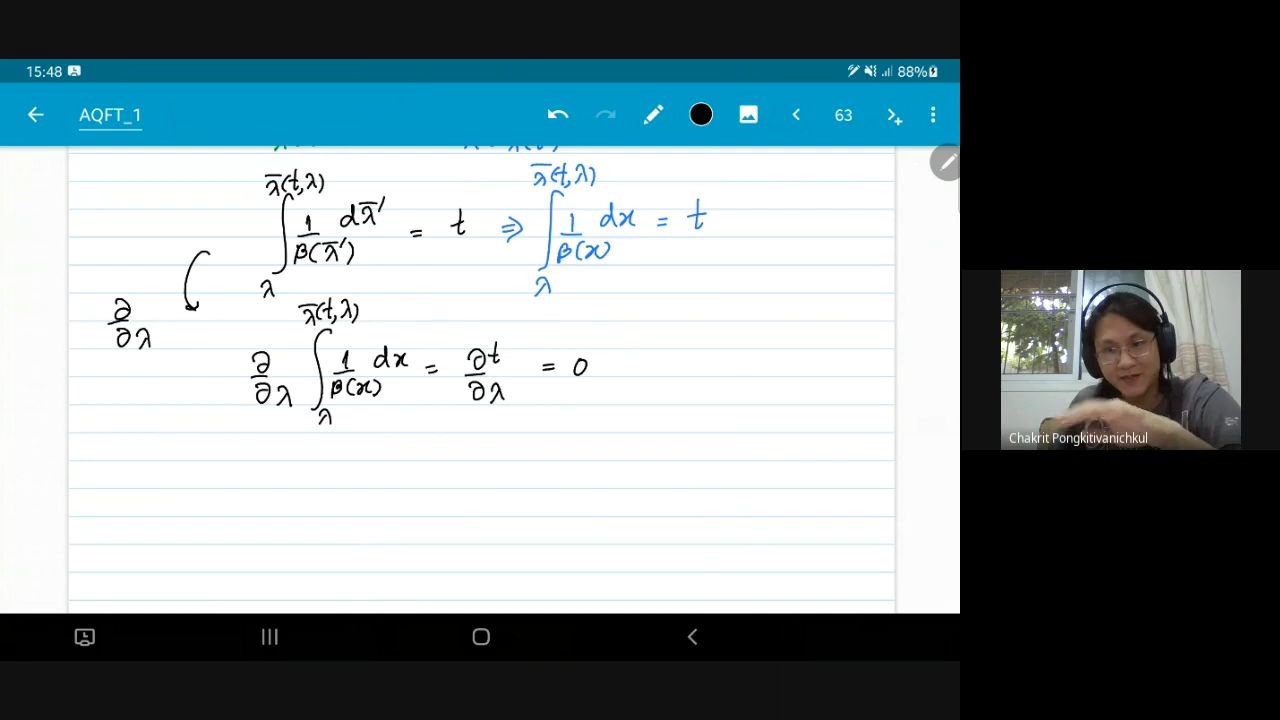 15:48 88%
AQFT_1 63
λ̄(t,λ) λ̄(t,λ)
∫ 1/β(λ̄') dλ̄' = t ⇒ ∫ 1/β(x) dx = t
λ λ
λ̄(t,λ)
∂/∂λ
∂/∂λ ∫ 1/β(x) dx = ∂t/∂λ = 0
λ
Chakrit Pongkitivanichkul